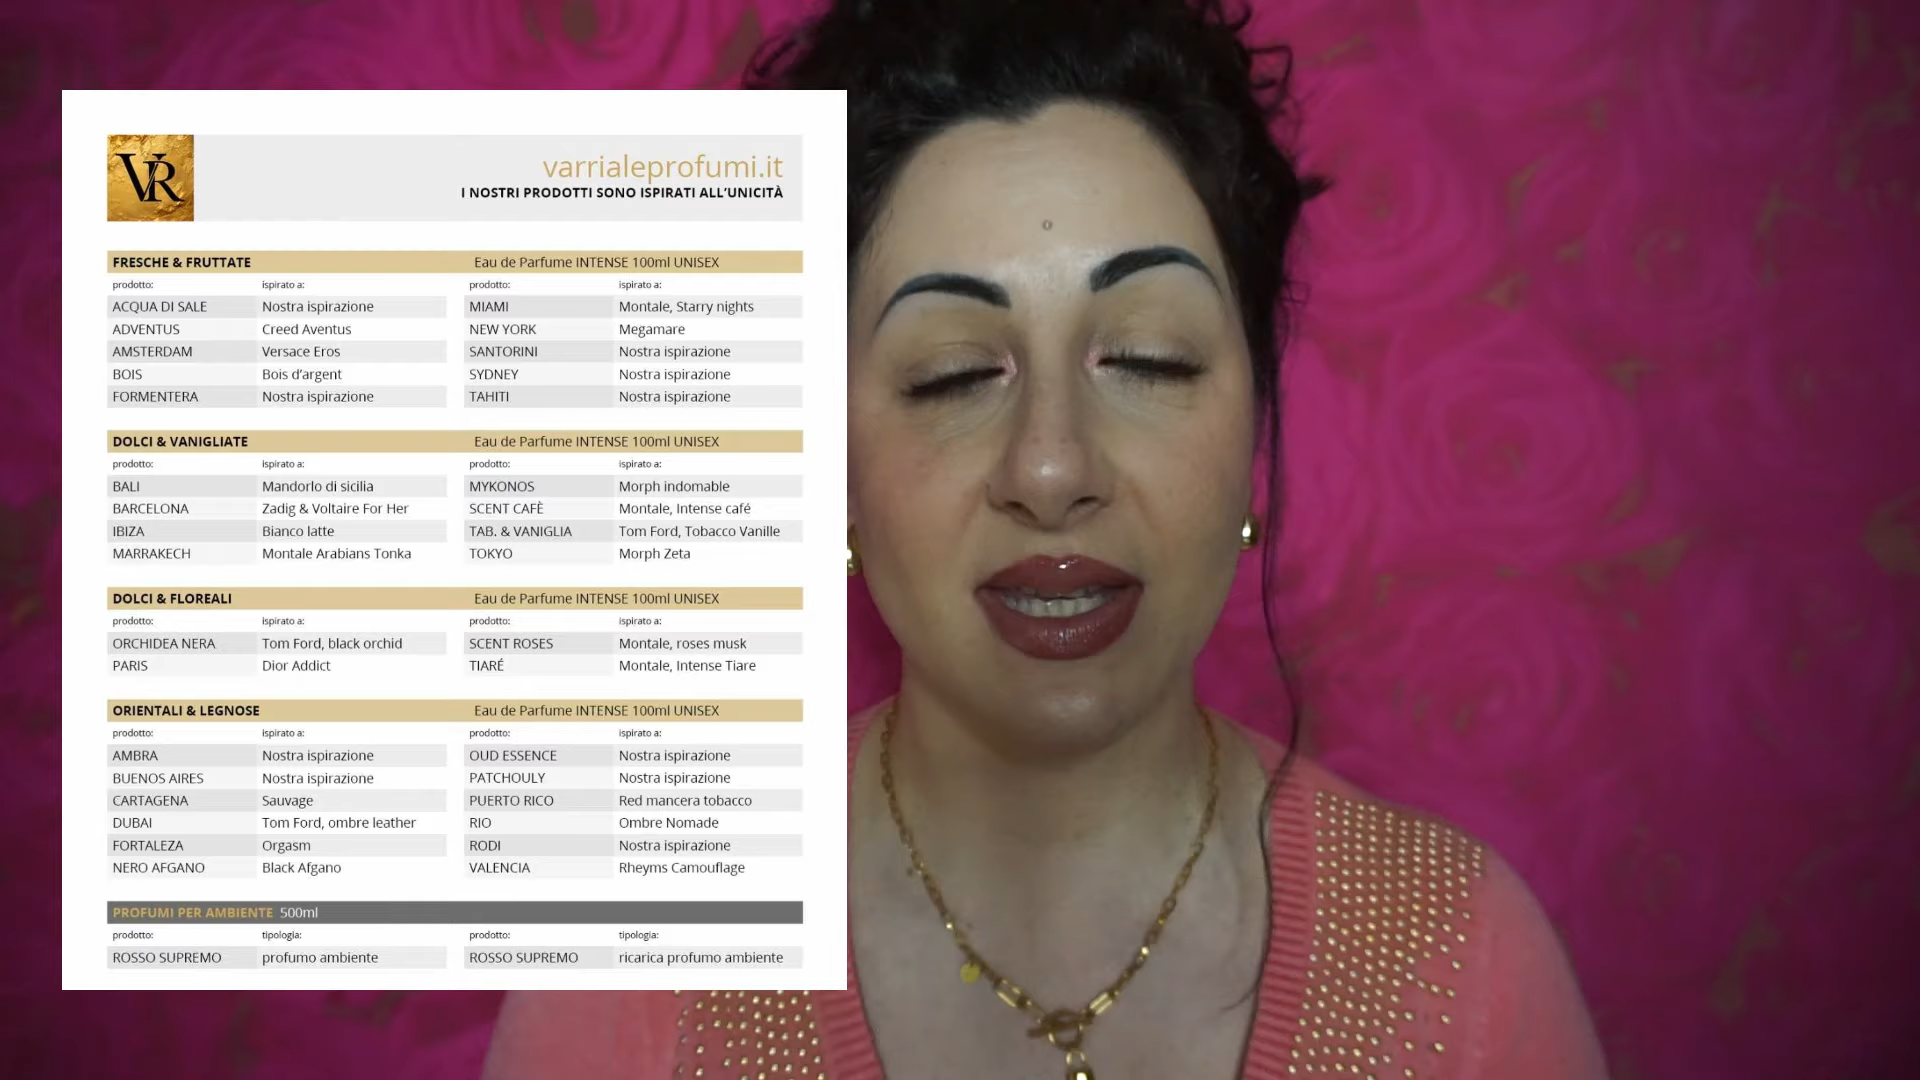 VR
varrialeprofumi.it
I NOSTRI PRODOTTI SONO ISPIRATI ALL'UNICITÀ
FRESCHE & FRUTTATE Eau de Parfume INTENSE 100ml UNISEX
prodotto: ispirato a: prodotto: ispirato a:
ACQUA DI SALE Nostra ispirazione MIAMI Montale, Starry nights
ADVENTUS Creed Aventus NEW YORK Megamare
AMSTERDAM Versace Eros SANTORINI Nostra ispirazione
BOIS Bois d'argent SYDNEY Nostra ispirazione
FORMENTERA Nostra ispirazione TAHITI Nostra ispirazione
DOLCI & VANIGLIATE Eau de Parfume INTENSE 100ml UNISEX
prodotto: ispirato a: prodotto: ispirato a:
BALI Mandorlo di sicilia MYKONOS Morph indomable
BARCELONA Zadig & Voltaire For Her SCENT CAFÈ Montale, Intense café
IBIZA Bianco latte TAB. & VANIGLIA Tom Ford, Tobacco Vanille
MARRAKECH Montale Arabians Tonka TOKYO Morph Zeta
DOLCI & FLOREALI Eau de Parfume INTENSE 100ml UNISEX
prodotto: ispirato a: prodotto: ispirato a:
ORCHIDEA NERA Tom Ford, black orchid SCENT ROSES Montale, roses musk
PARIS Dior Addict TIARÉ Montale, Intense Tiare
ORIENTALI & LEGNOSE Eau de Parfume INTENSE 100ml UNISEX
prodotto: ispirato a: prodotto: ispirato a:
AMBRA Nostra ispirazione OUD ESSENCE Nostra ispirazione
BUENOS AIRES Nostra ispirazione PATCHOULY Nostra ispirazione
CARTAGENA Sauvage PUERTO RICO Red mancera tobacco
DUBAI Tom Ford, ombre leather RIO Ombre Nomade
FORTALEZA Orgasm RODI Nostra ispirazione
NERO AFGANO Black Afgano VALENCIA Rheyms Camouflage
PROFUMI PER AMBIENTE 500ml
prodotto: tipologia: prodotto: tipologia:
ROSSO SUPREMO profumo ambiente ROSSO SUPREMO ricarica profumo ambiente